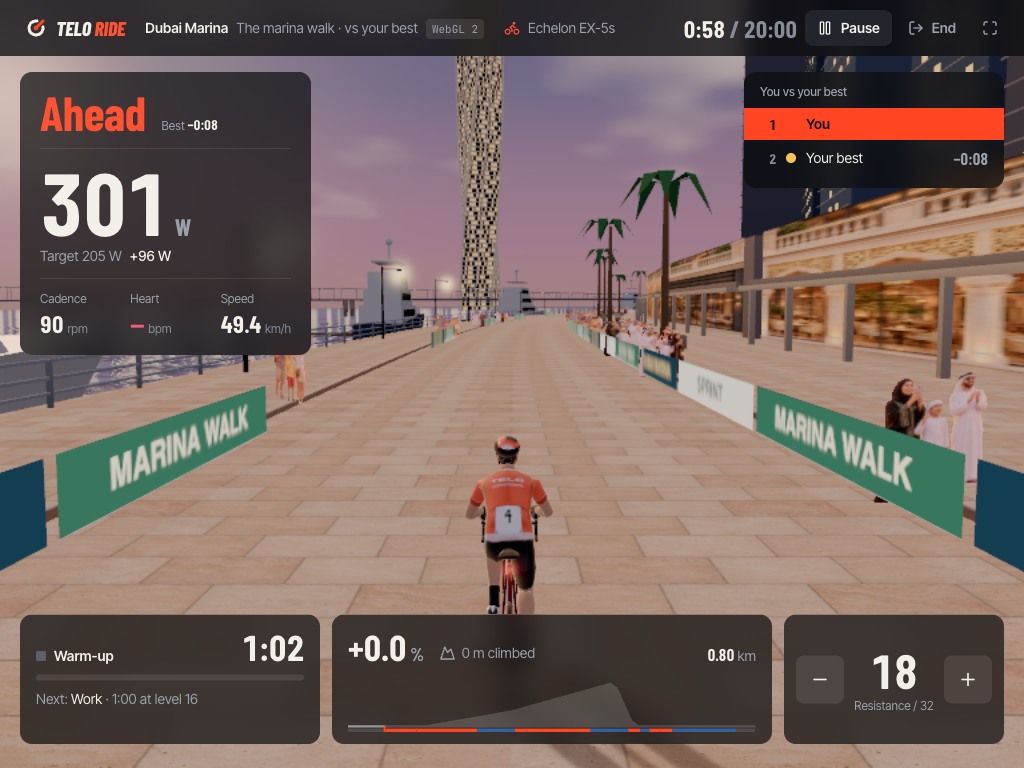 TELO RIDE Dubai Marina The marina walk · vs your best WebGL 2 Echelon EX-5s 0:58 / 20:00 Pause End
Ahead Best −0:08
301 W
Target 205 W +96 W
Cadence Heart Speed
90 rpm – bpm 49.4 km/h
You vs your best
1 You
2 Your best −0:08
SPRINT
MARINA WALK
MARINA WALK
TELO
4
Warm-up 1:02
Next: Work · 1:00 at level 16
+0.0 % 0 m climbed 0.80 km
− 18 +
Resistance / 32